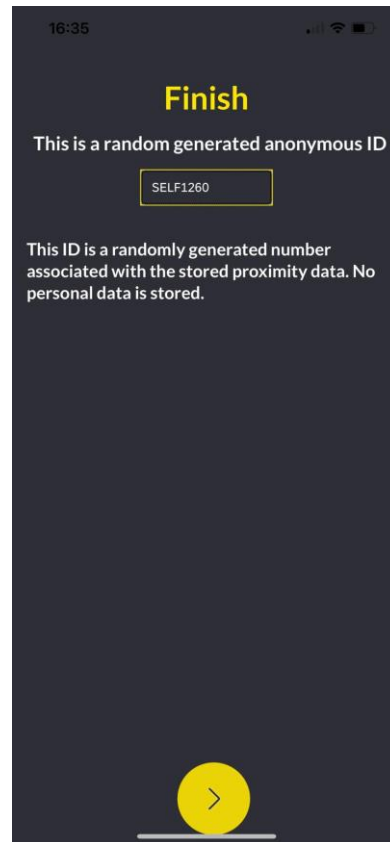 16:35
Finish
This is a random generated anonymous ID
SELF1260
This ID is a randomly generated number
associated with the stored proximity data. No
personal data is stored.